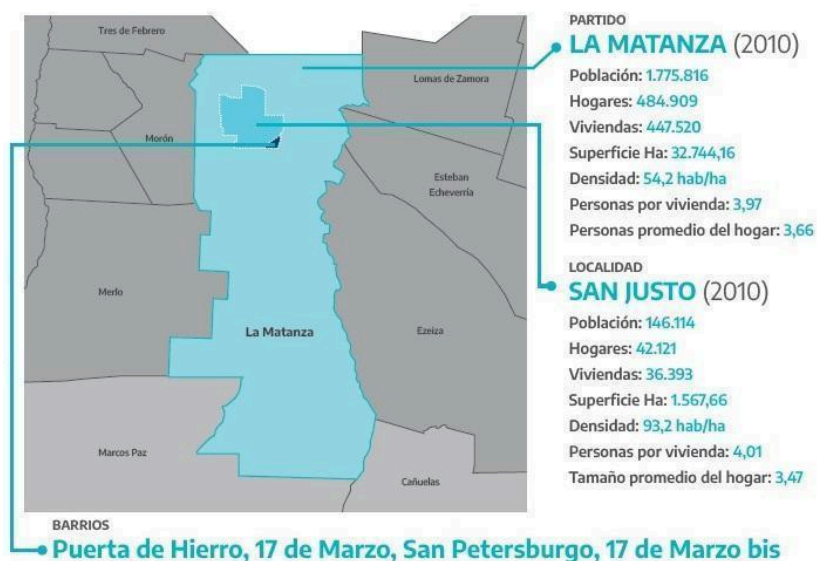 Tres de Febrero
Morón
Lomas de Zamora
Esteban
Echeverría
Merlo
La Matanza
Ezeiza
Marcos Paz
Cañuelas
PARTIDO
LA MATANZA (2010)
Población: 1.775.816
Hogares: 484.909
Viviendas: 447.520
Superficie Ha: 32.744,16
Densidad: 54,2 hab/ha
Personas por vivienda: 3,97
Personas promedio del hogar: 3,66
LOCALIDAD
SAN JUSTO (2010)
Población: 146.114
Hogares: 42.121
Viviendas: 36.393
Superficie Ha: 1.567,66
Densidad: 93,2 hab/ha
Personas por vivienda: 4,01
Tamaño promedio del hogar: 3,47
BARRIOS
Puerta de Hierro, 17 de Marzo, San Petersburgo, 17 de Marzo bis